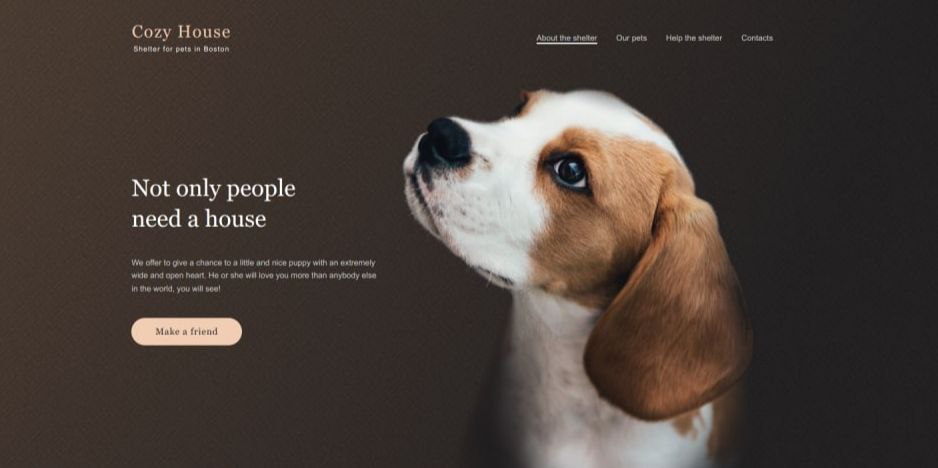 Cozy House
Shelter for pets in Boston
About the shelter
Our pets
Help the shelter
Contacts
Not only people
need a house
We offer to give a chance to a little and nice puppy with an extremely
wide and open heart. He or she will love you more than anybody else
in the world, you will see!
Make a friend